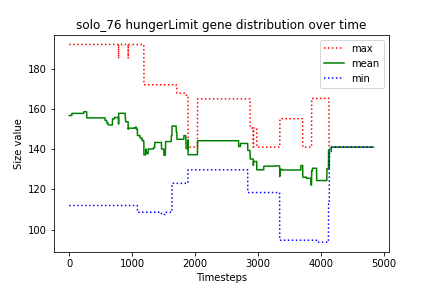 solo_76 hungerLimit gene distribution over time
max
mean
min
Size value
180
160
140
120
100
0
1000
2000
3000
4000
5000
Timesteps